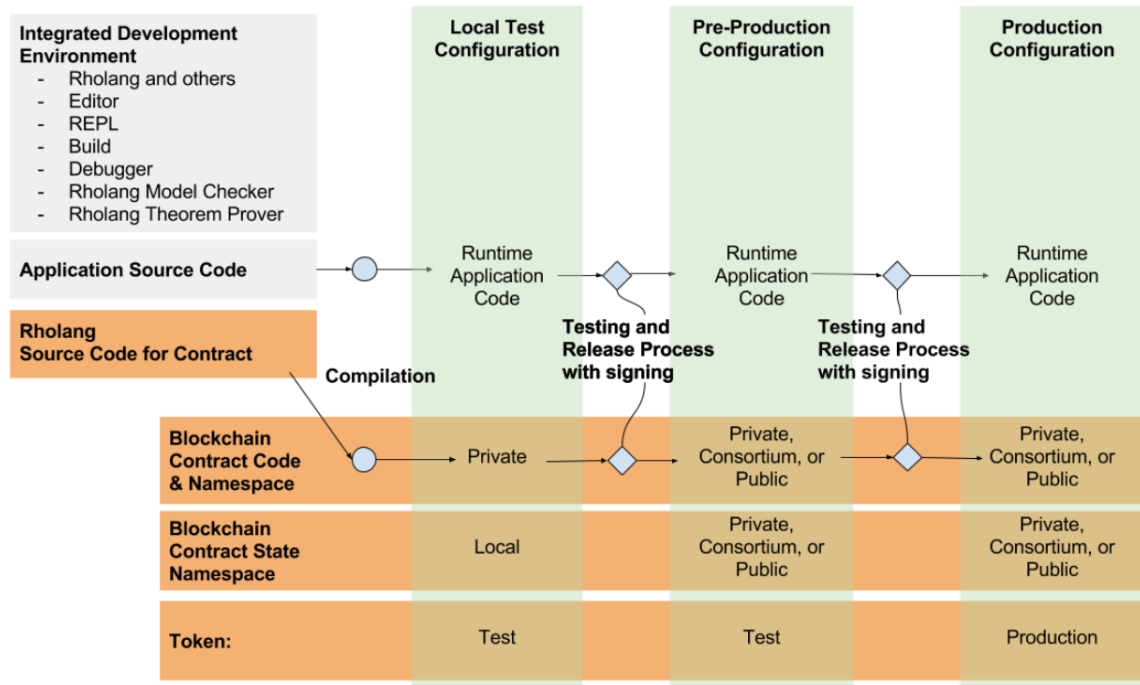 Integrated Development
Environment
- Rholang and others
- Editor
- REPL
- Build
- Debugger
- Rholang Model Checker
- Rholang Theorem Prover
Local Test
Configuration
Pre-Production
Configuration
Production
Configuration
Application Source Code
Runtime
Application
Code
Runtime
Application
Code
Runtime
Application
Code
Rholang
Source Code for Contract
Compilation
Testing and
Release Process
with signing
Testing and
Release Process
with signing
Blockchain
Contract Code
& Namespace
Private
Private,
Consortium, or
Public
Private,
Consortium, or
Public
Blockchain
Contract State
Namespace
Local
Private,
Consortium, or
Public
Private,
Consortium, or
Public
Token:
Test
Test
Production